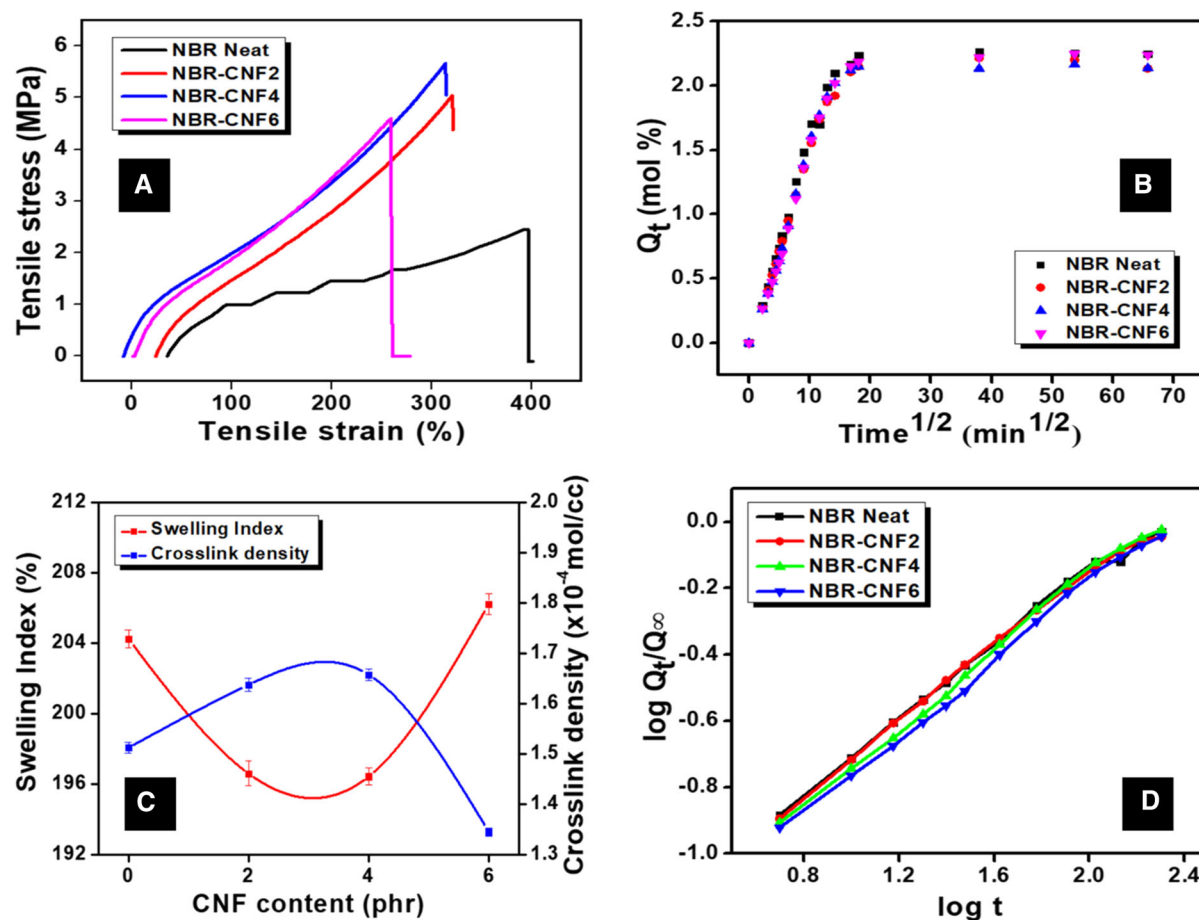 6
5
4
3
2
1
0
Tensile stress (MPa)
NBR Neat
NBR-CNF2
NBR-CNF4
NBR-CNF6
A
0 100 200 300 400
Tensile strain (%)
2.5
2.0
1.5
1.0
0.5
0.0
Qt (mol %)
B
NBR Neat
NBR-CNF2
NBR-CNF4
NBR-CNF6
0 10 20 30 40 50 60 70
Time1/2 (min1/2)
212
208
204
200
196
192
Swelling Index (%)
Swelling Index
Crosslink density
C
2.0
1.9
1.8
1.7
1.6
1.5
1.4
1.3
Crosslink density (x10-4mol/cc)
0 2 4 6
CNF content (phr)
0.0
-0.2
-0.4
-0.6
-0.8
-1.0
log Qt/Q∞
NBR Neat
NBR-CNF2
NBR-CNF4
NBR-CNF6
D
0.8 1.2 1.6 2.0 2.4
log t